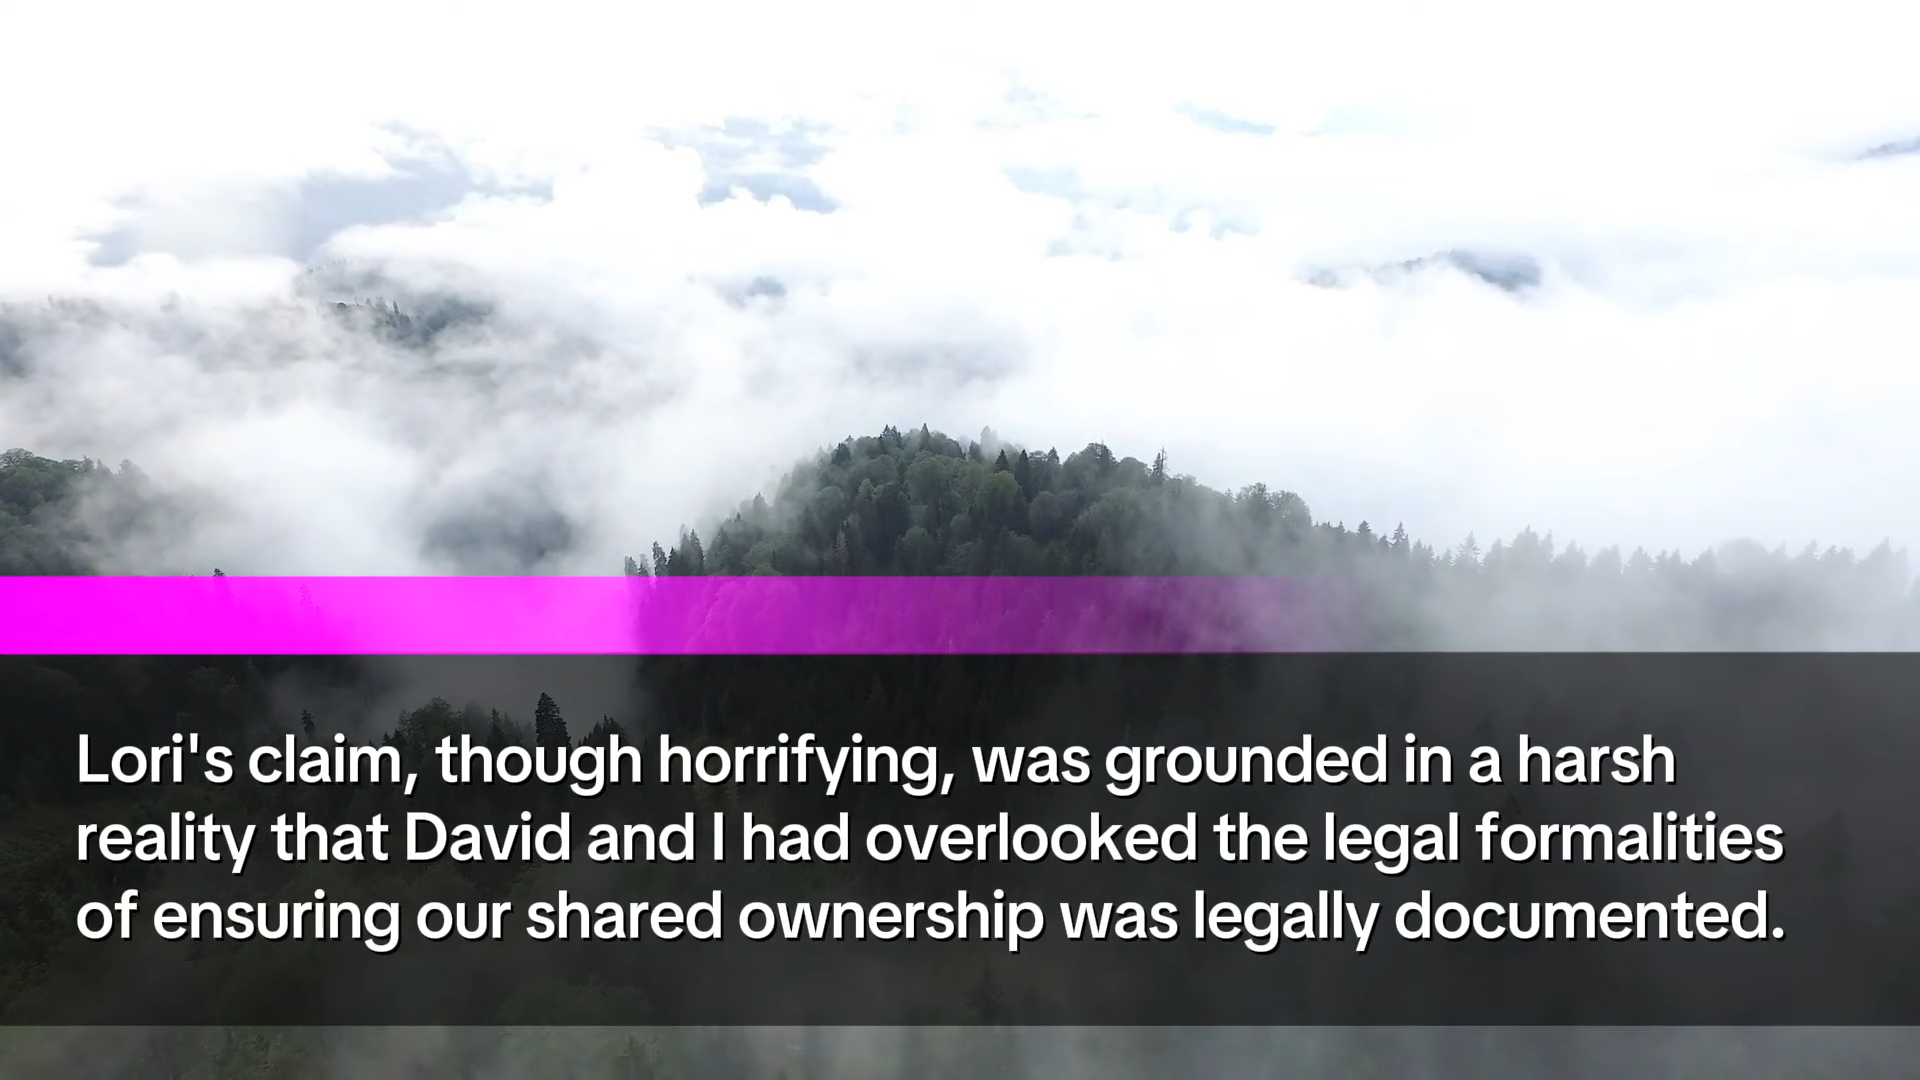 Lori's claim, though horrifying, was grounded in a harsh
reality that David and I had overlooked the legal formalities
of ensuring our shared ownership was legally documented.